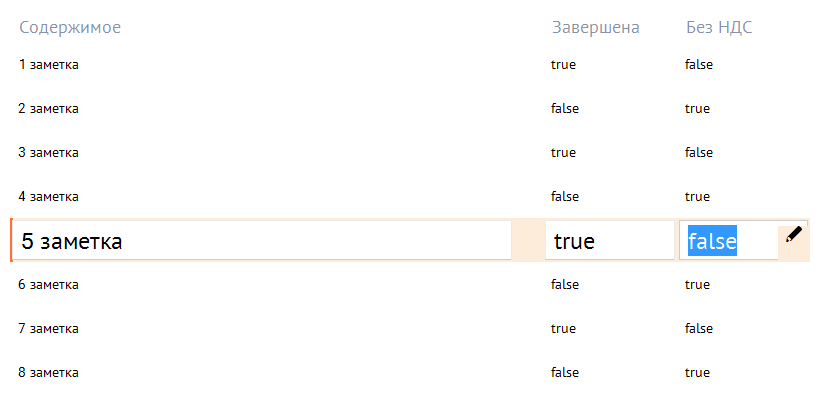 Содержимое Завершена Без НДС
1 заметка true false
2 заметка false true
3 заметка true false
4 заметка false true
5 заметка true false
6 заметка false true
7 заметка true false
8 заметка false true